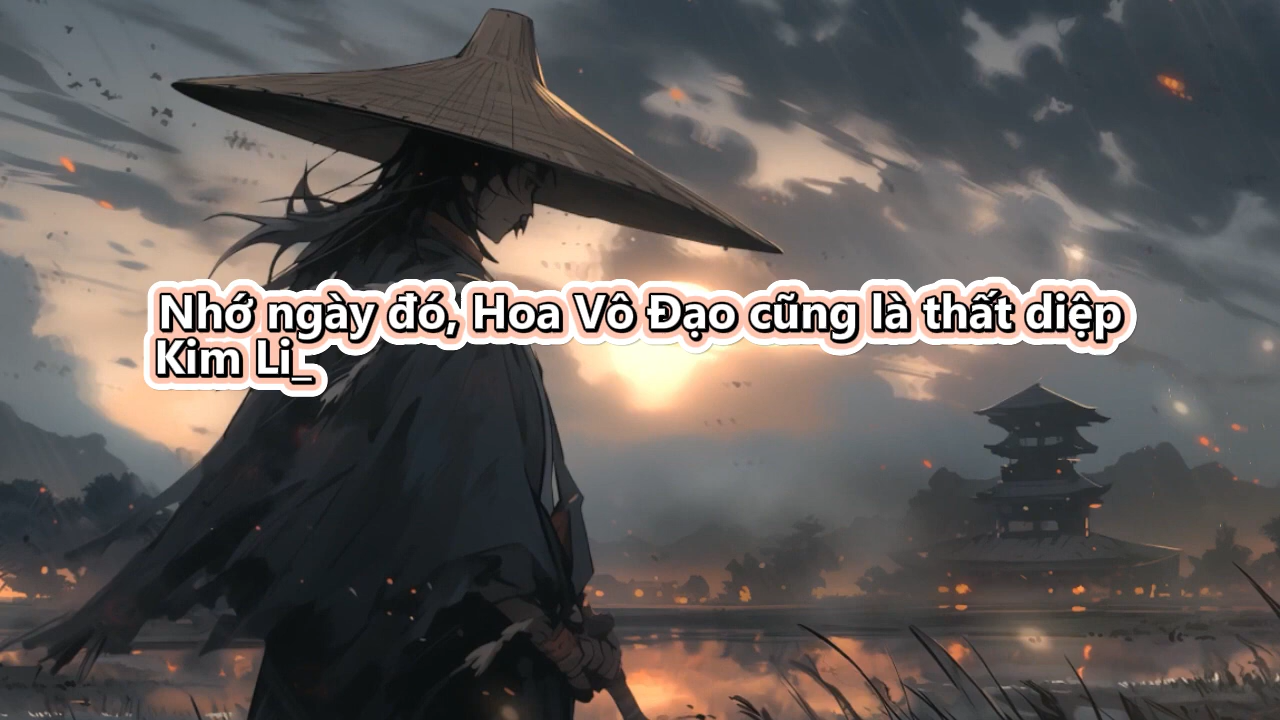 Nhớ ngày đó, Hoa Vô Đạo cũng là thất diệp
Kim Li_